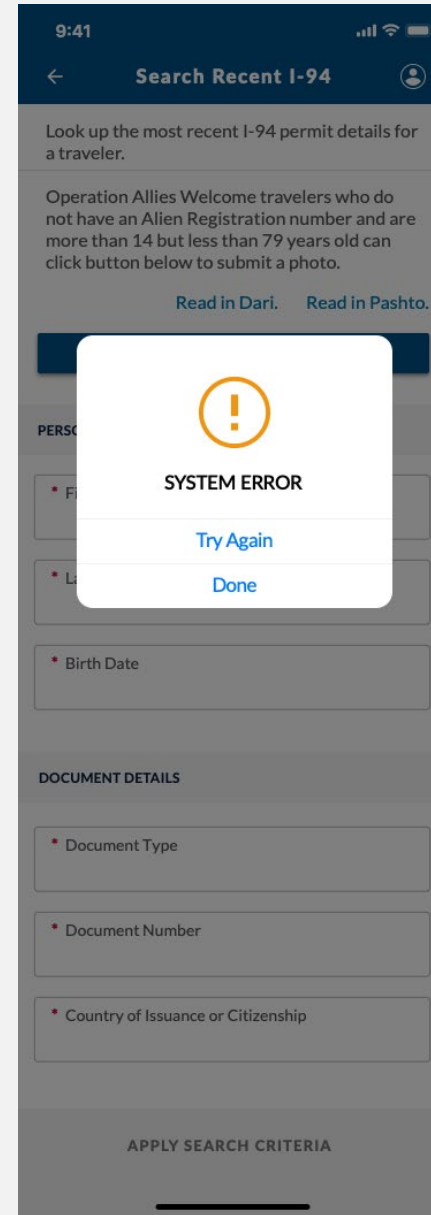 9:41
Search Recent I-94
Look up the most recent I-94 permit details for
a traveler.
Operation Allies Welcome travelers who do
not have an Alien Registration number and are
more than 14 but less than 79 years old can
click button below to submit a photo.
Read in Dari. Read in Pashto.
PERSO
* Fi
SYSTEM ERROR
Try Again
* La
Done
* Birth Date
DOCUMENT DETAILS
* Document Type
* Document Number
* Country of Issuance or Citizenship
APPLY SEARCH CRITERIA